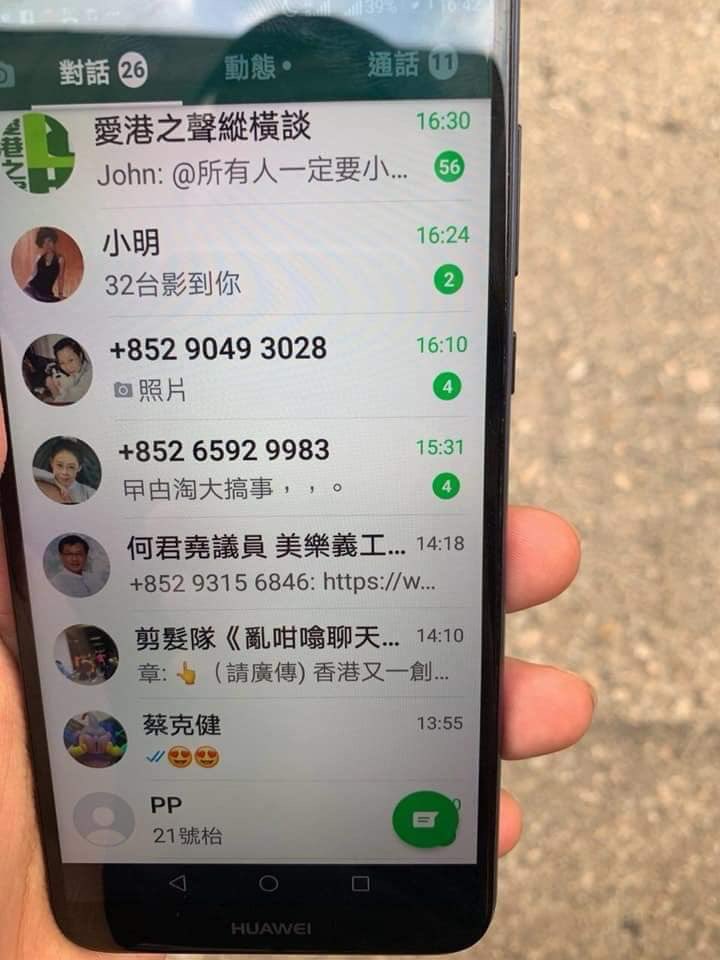 39% 16:42
對話 26 動態 • 通話 11
愛港之聲縱橫談 16:30
John: @所有人一定要小... 56
小明 16:24
32台影到你 2
+852 9049 3028 16:10
照片 4
+852 6592 9983 15:31
曱甴淘大搞事，，。 4
何君堯議員 美樂義工... 14:18
+852 9315 6846: https://w...
剪髮隊《亂咁噏聊天... 14:10
章: 👆（請廣傳) 香港又一創...
蔡克健 13:55
😍😍
PP
21號枱
HUAWEI